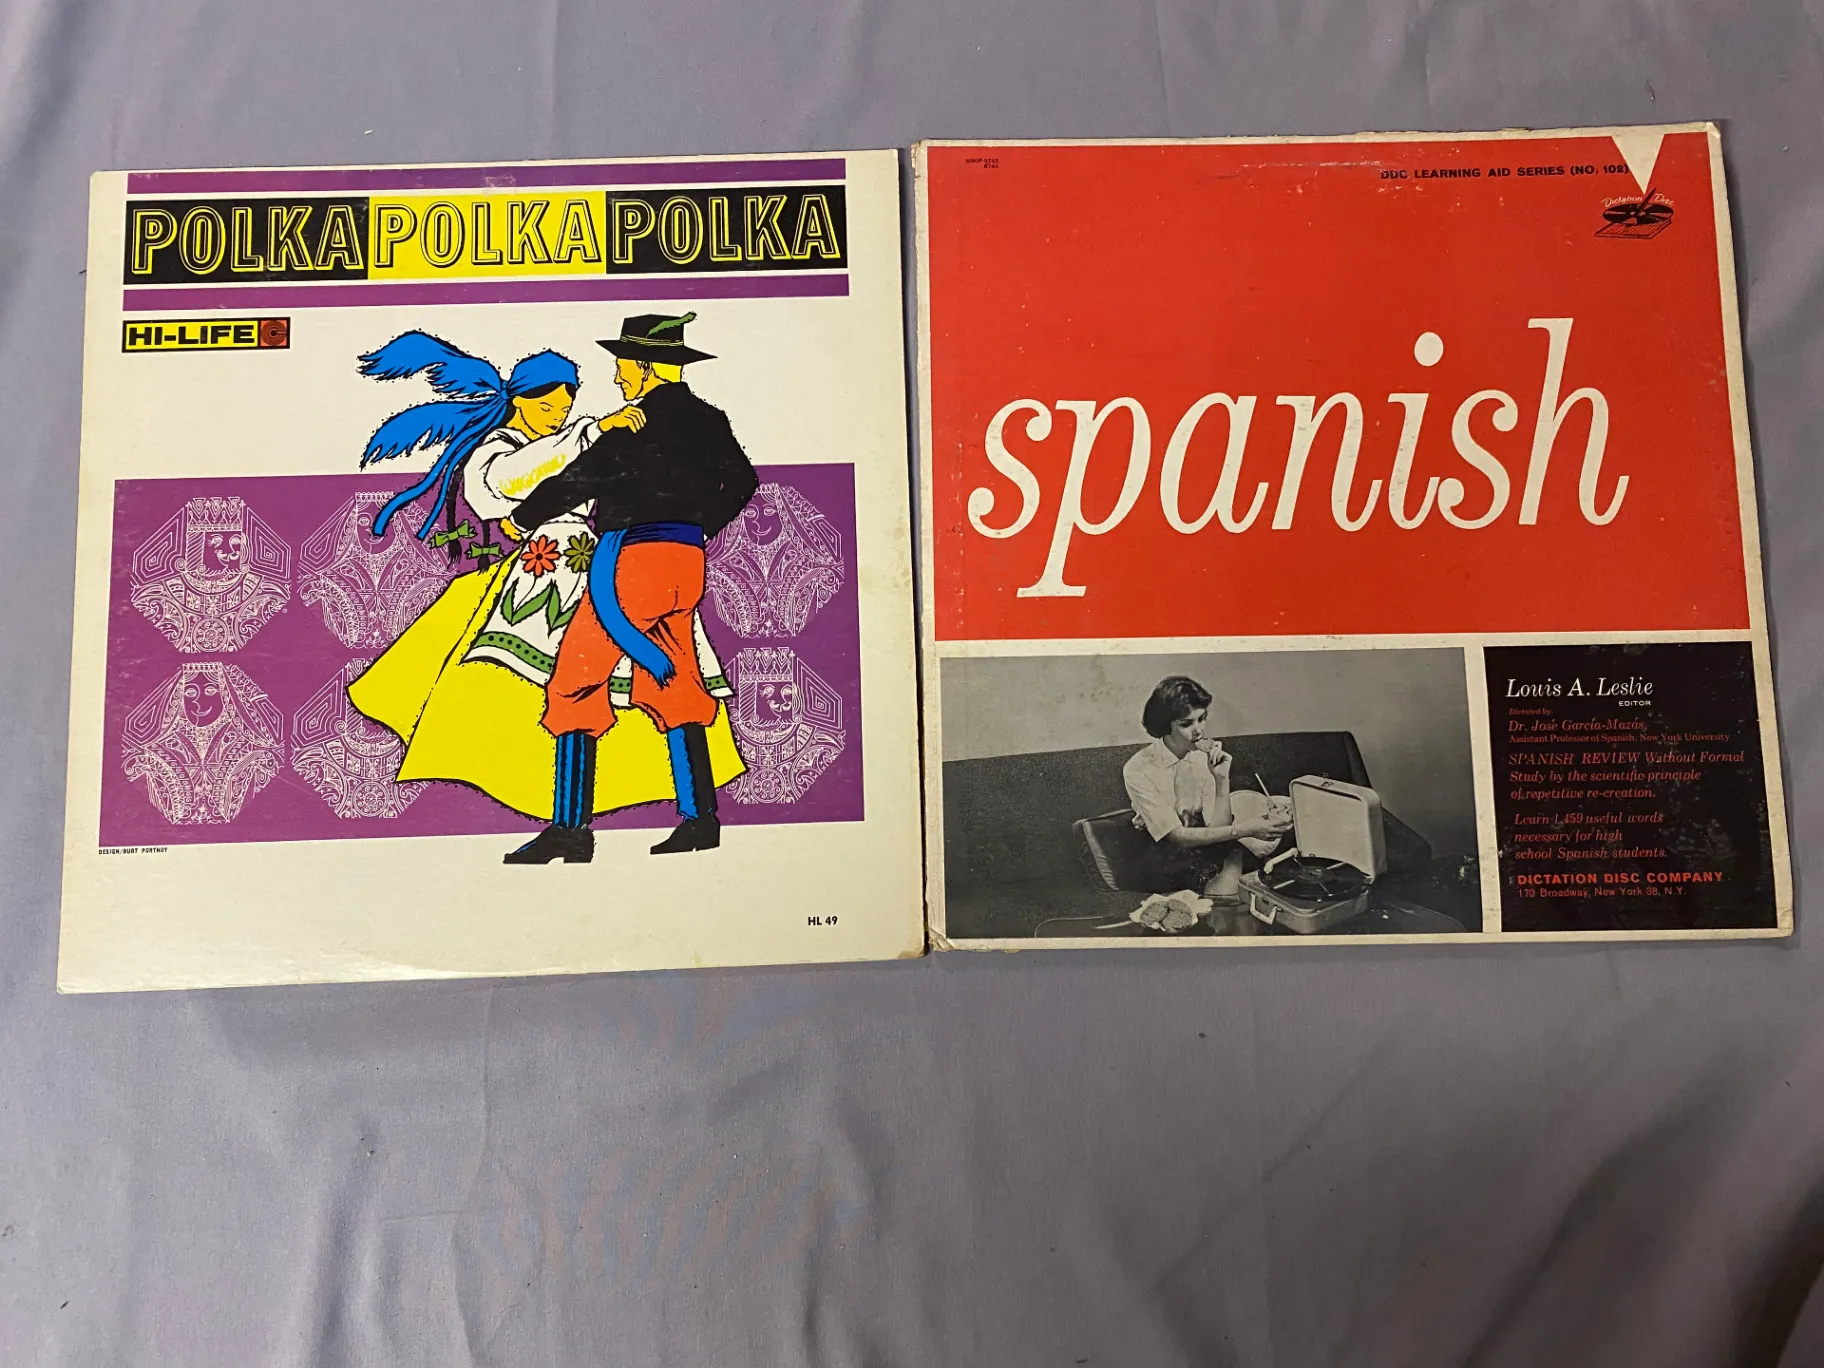 POLKA POLKA POLKA
HI-LIFE
DESIGN/BURT PORTNOY
HL 49
DDC LEARNING AID SERIES (NO. 102)
Dictation Disc
spanish
Louis A. Leslie
EDITOR
Dictated by
Dr. José García-Mazás,
Assistant Professor of Spanish, New York University
SPANISH REVIEW Without Formal
Study by the scientific principle
of repetitive re-creation.
Learn 1,459 useful words
necessary for high
school Spanish students.
DICTATION DISC COMPANY
170 Broadway, New York 38, N.Y.